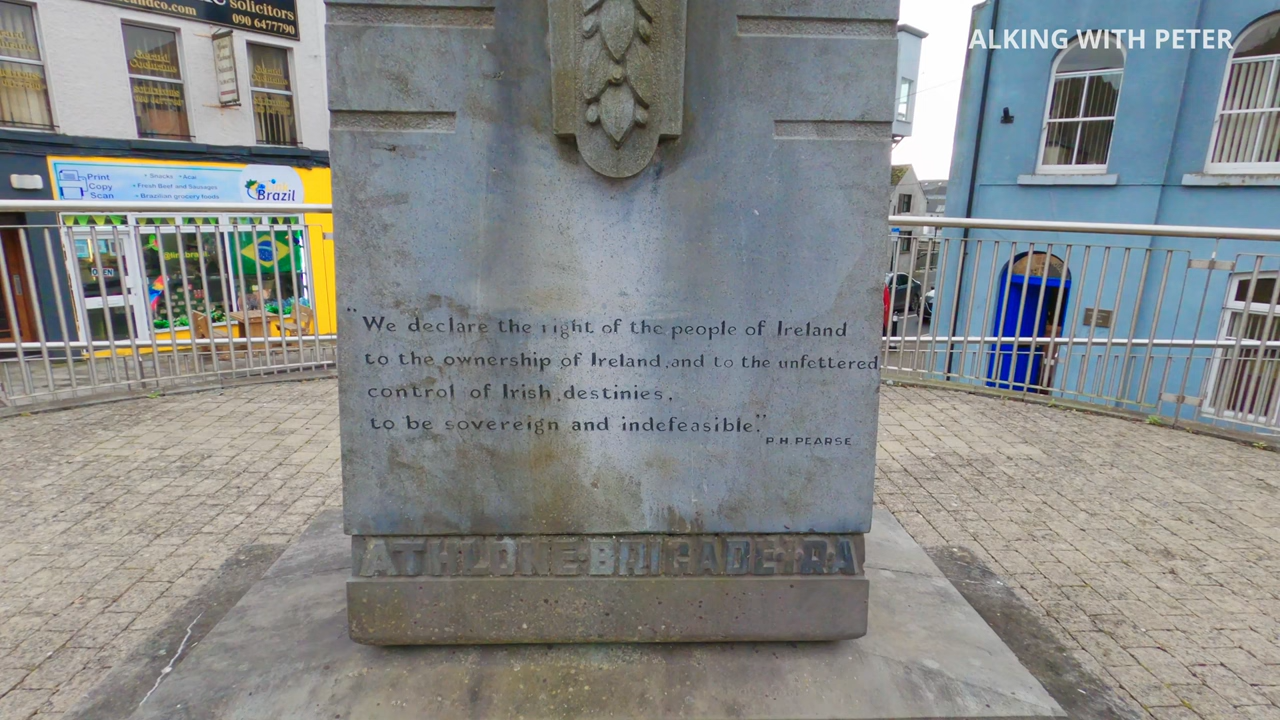 solicitors
090 6477790
ALKING WITH PETER
Print
Copy
Scan
• Snacks • Acai
• Fresh Beef and Sausages
• Brazilian grocery foods
Brazil
OPEN
"We declare the right of the people of Ireland
to the ownership of Ireland, and to the unfettered
control of Irish destinies,
to be sovereign and indefeasible."
P.H. PEARSE
ATHLONE·BRIGADE·I.R.A